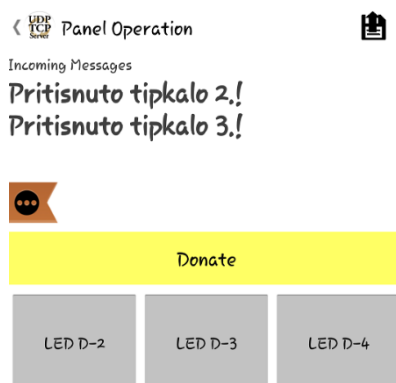 UDP
TCP
Server
Panel Operation
Incoming Messages
Pritisnuto tipkalo 2.!
Pritisnuto tipkalo 3.!
Donate
LED D-2
LED D-3
LED D-4